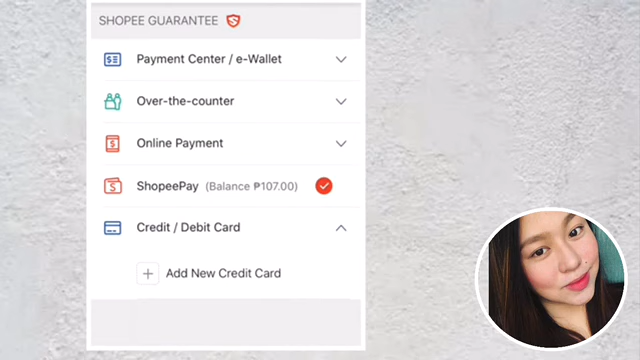 SHOPEE GUARANTEE
Payment Center / e-Wallet
Over-the-counter
Online Payment
ShopeePay (Balance ₱107.00)
Credit / Debit Card
Add New Credit Card